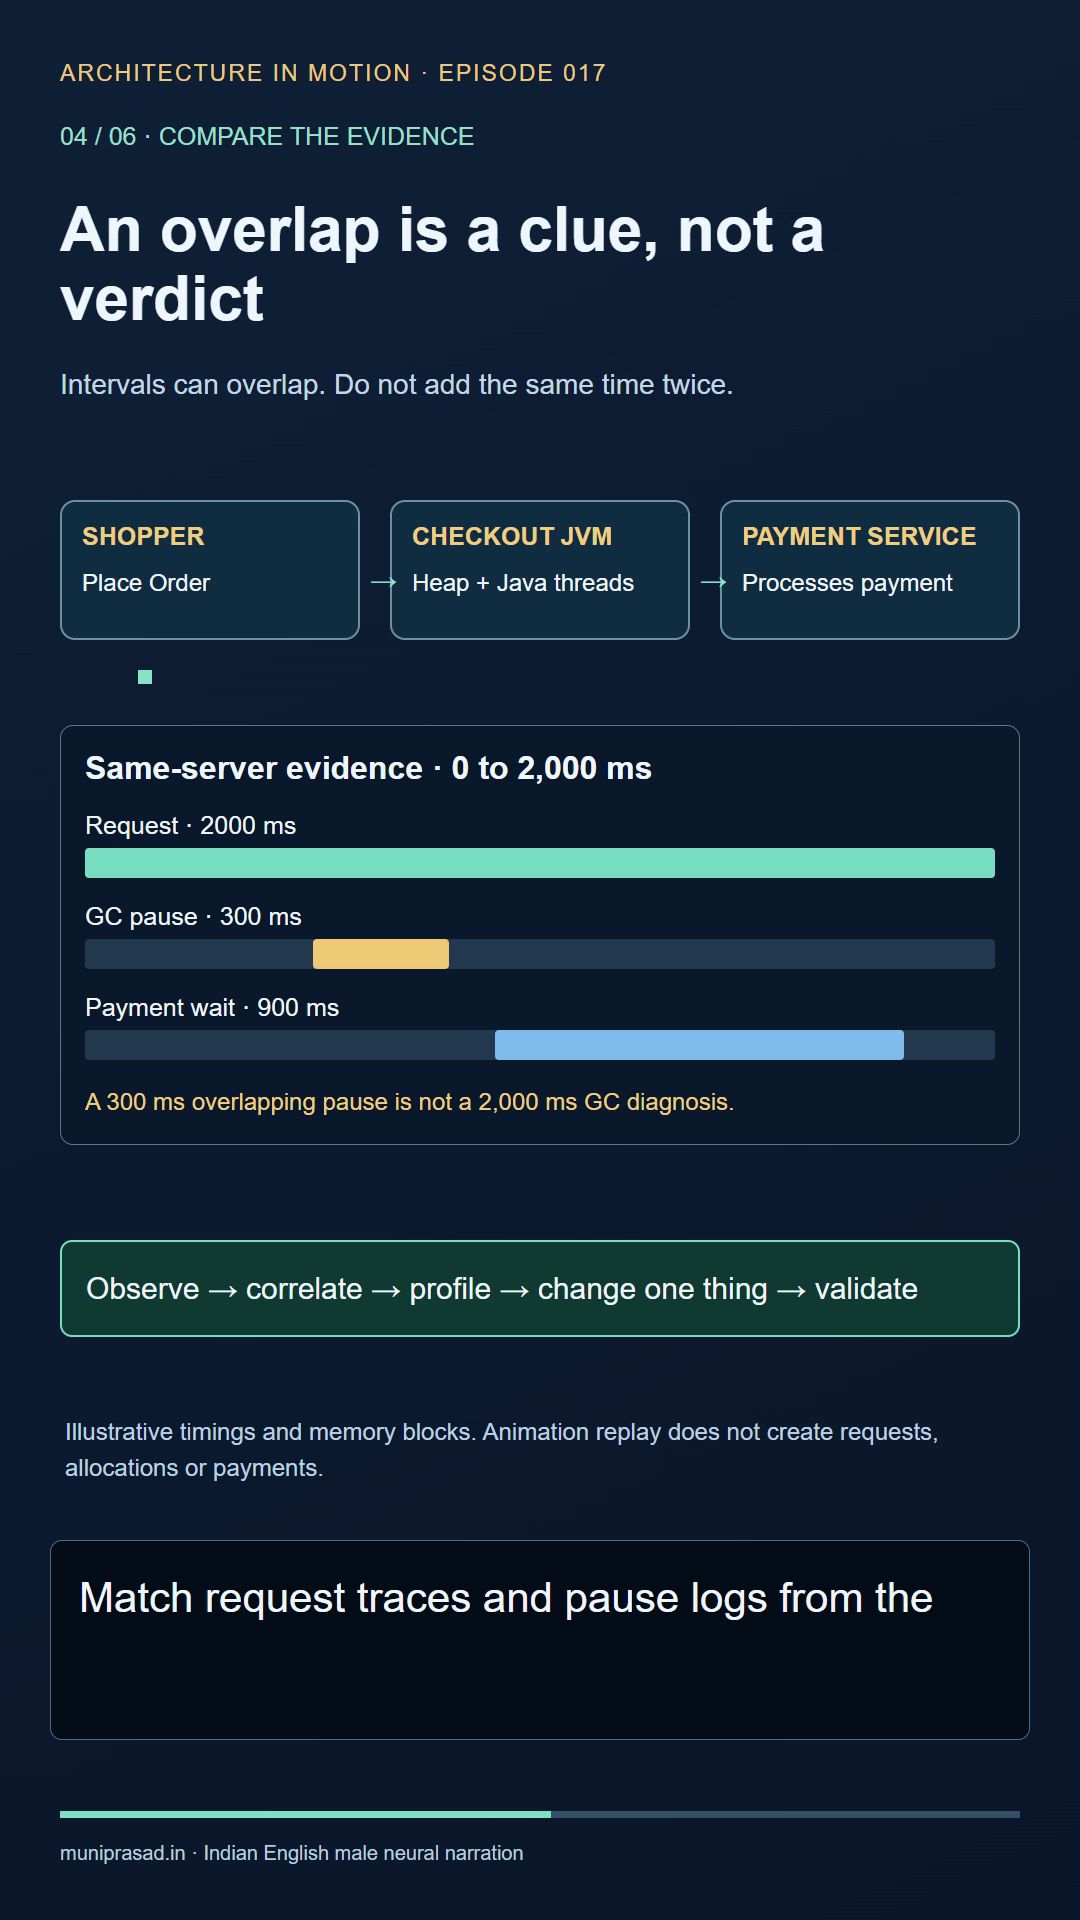 ARCHITECTURE IN MOTION · EPISODE 017
04 / 06 · COMPARE THE EVIDENCE
An overlap is a clue, not a
verdict
Intervals can overlap. Do not add the same time twice.
SHOPPER
Place Order
→
CHECKOUT JVM
Heap + Java threads
→
PAYMENT SERVICE
Processes payment
Same-server evidence · 0 to 2,000 ms
Request · 2000 ms
GC pause · 300 ms
Payment wait · 900 ms
A 300 ms overlapping pause is not a 2,000 ms GC diagnosis.
Observe → correlate → profile → change one thing → validate
Illustrative timings and memory blocks. Animation replay does not create requests,
allocations or payments.
Match request traces and pause logs from the
muniprasad.in · Indian English male neural narration